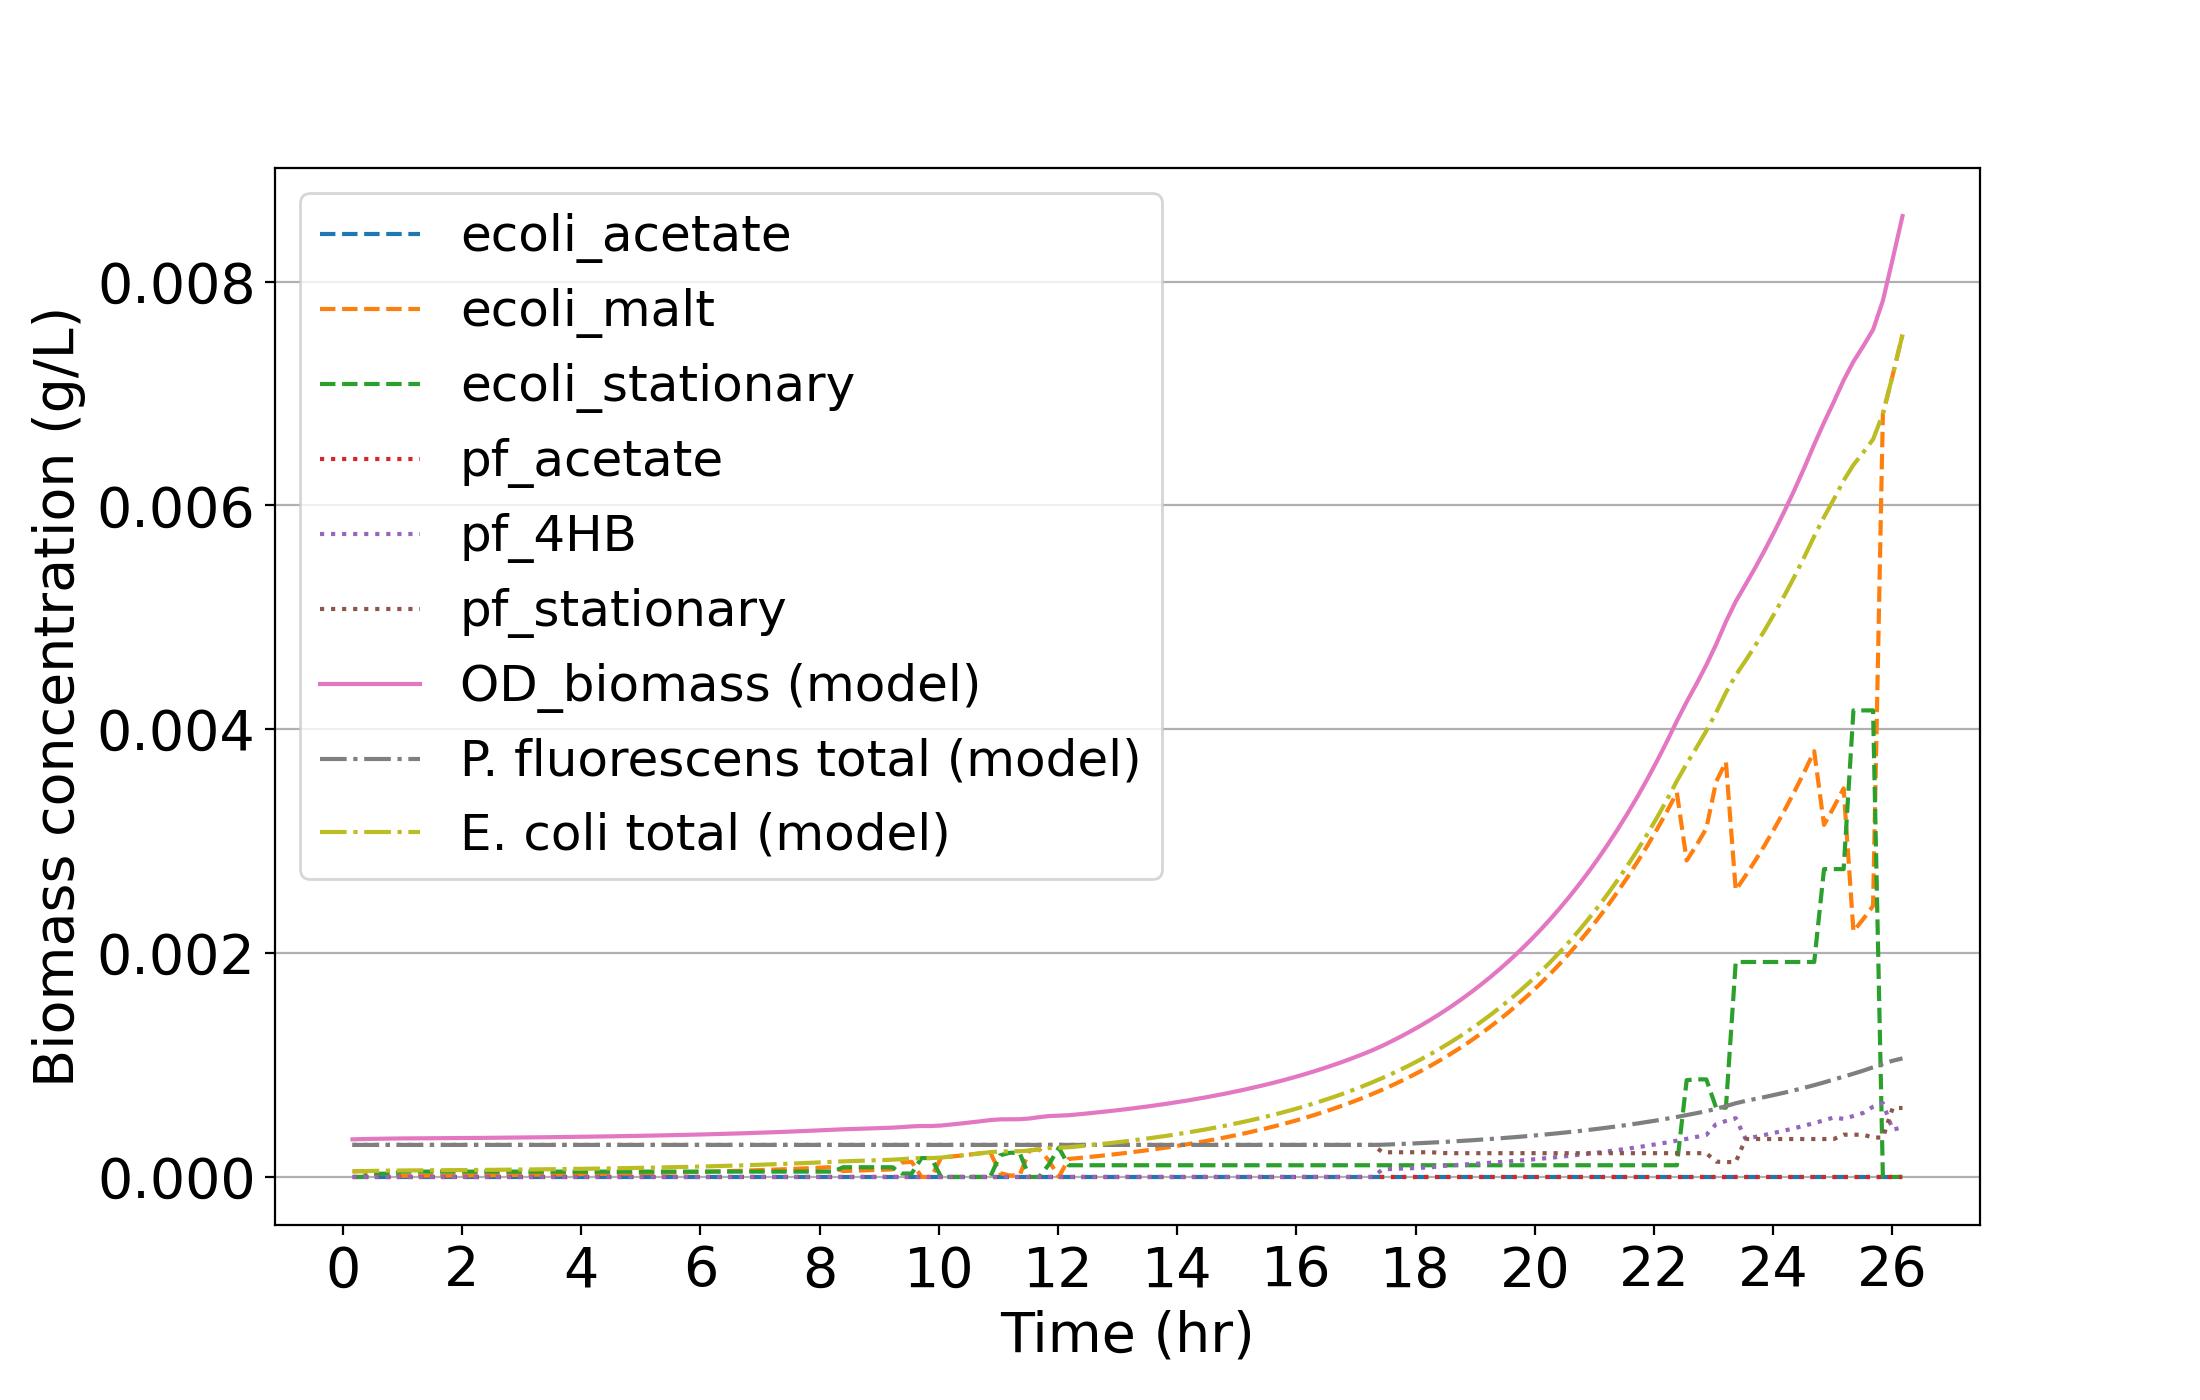 ecoli_acetate
ecoli_malt
ecoli_stationary
pf_acetate
pf_4HB
pf_stationary
OD_biomass (model)
P. fluorescens total (model)
E. coli total (model)
Biomass concentration (g/L)
0.008
0.006
0.004
0.002
0.000
0 2 4 6 8 10 12 14 16 18 20 22 24 26
Time (hr)